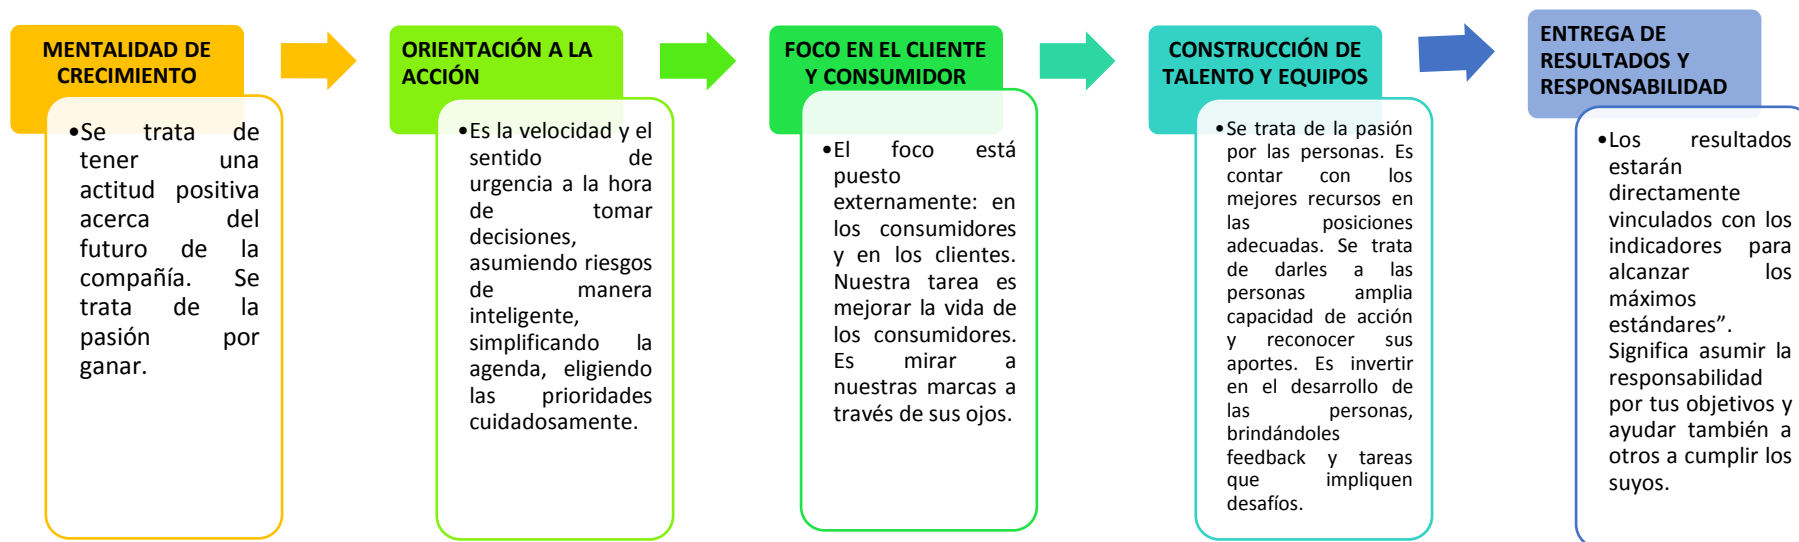 MENTALIDAD DE
CRECIMIENTO
•Se trata de
tener una
actitud positiva
acerca del
futuro de la
compañía. Se
trata de la
pasión por
ganar.
ORIENTACIÓN A LA
ACCIÓN
•Es la velocidad y el
sentido de
urgencia a la hora
de tomar
decisiones,
asumiendo riesgos
de manera
inteligente,
simplificando la
agenda, eligiendo
las prioridades
cuidadosamente.
FOCO EN EL CLIENTE
Y CONSUMIDOR
•El foco está
puesto
externamente: en
los consumidores
y en los clientes.
Nuestra tarea es
mejorar la vida de
los consumidores.
Es mirar a
nuestras marcas a
través de sus ojos.
CONSTRUCCIÓN DE
TALENTO Y EQUIPOS
•Se trata de la pasión
por las personas. Es
contar con los
mejores recursos en
las posiciones
adecuadas. Se trata
de darles a las
personas amplia
capacidad de acción
y reconocer sus
aportes. Es invertir
en el desarrollo de
las personas,
brindándoles
feedback y tareas
que impliquen
desafíos.
ENTREGA DE
RESULTADOS Y
RESPONSABILIDAD
•Los resultados
estarán
directamente
vinculados con los
indicadores para
alcanzar los
máximos
estándares”.
Significa asumir la
responsabilidad
por tus objetivos y
ayudar también a
otros a cumplir los
suyos.